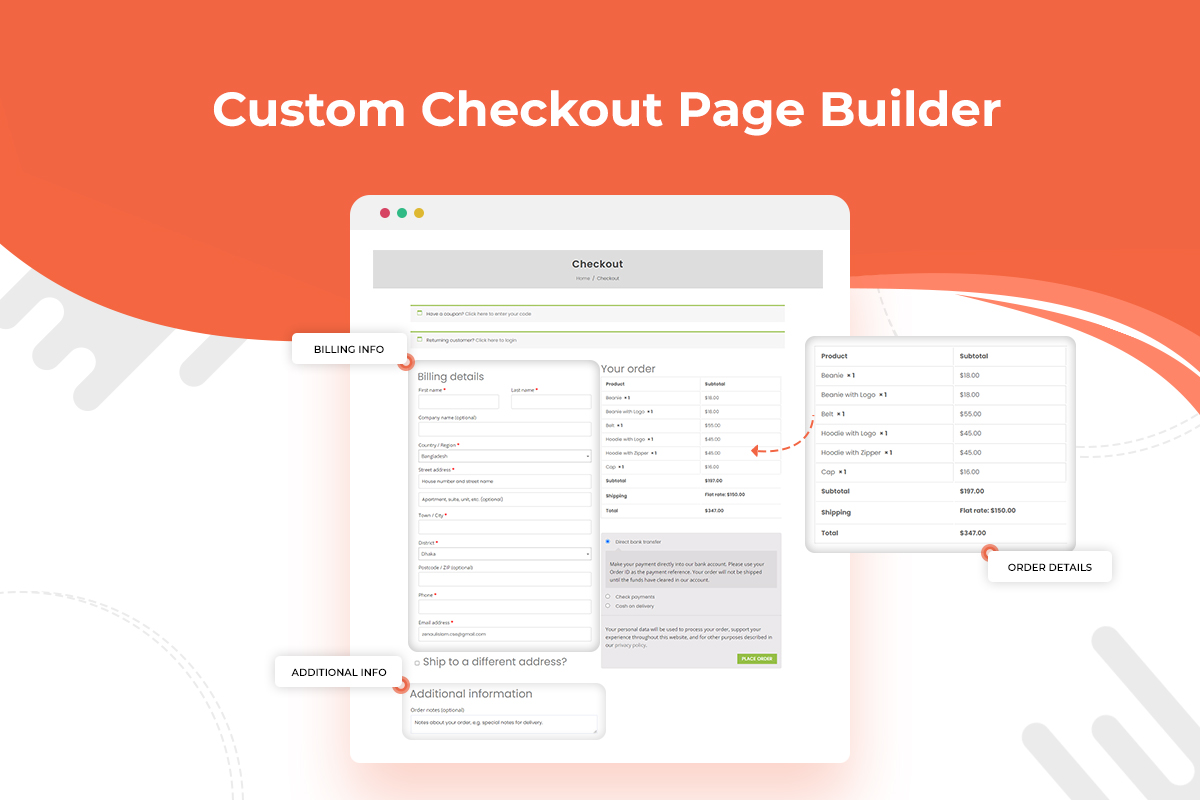 Custom Checkout Page Builder
Checkout
Home / Checkout
Have a coupon? Click here to enter your code
Returning customer? Click here to login
BILLING INFO
Billing details
First name *
Last name *
Company name (optional)
Country / Region *
Bangladesh
Street address *
House number and street name
Apartment, suite, unit, etc. (optional)
Town / City *
District *
Dhaka
Postcode / ZIP (optional)
Phone *
Email address *
Ship to a different address?
ADDITIONAL INFO
Additional information
Order notes (optional)
Notes about your order, e.g. special notes for delivery.
Your order
Product Subtotal
Beanie × 1 $18.00
Beanie with Logo × 1 $18.00
Belt × 1 $55.00
Hoodie with Logo × 1 $45.00
Hoodie with Zipper × 1 $45.00
Cap × 1 $16.00
Subtotal $197.00
Shipping Flat rate: $150.00
Total $347.00
Direct bank transfer
Make your payment directly into our bank account. Please use your
Order ID as the payment reference. Your order will not be shipped
until the funds have cleared in our account.
Check payments
Cash on delivery
Your personal data will be used to process your order, support your
experience throughout this website, and for other purposes described in
our privacy policy.
PLACE ORDER
Product Subtotal
Beanie × 1 $18.00
Beanie with Logo × 1 $18.00
Belt × 1 $55.00
Hoodie with Logo × 1 $45.00
Hoodie with Zipper × 1 $45.00
Cap × 1 $16.00
Subtotal $197.00
Shipping Flat rate: $150.00
Total $347.00
ORDER DETAILS